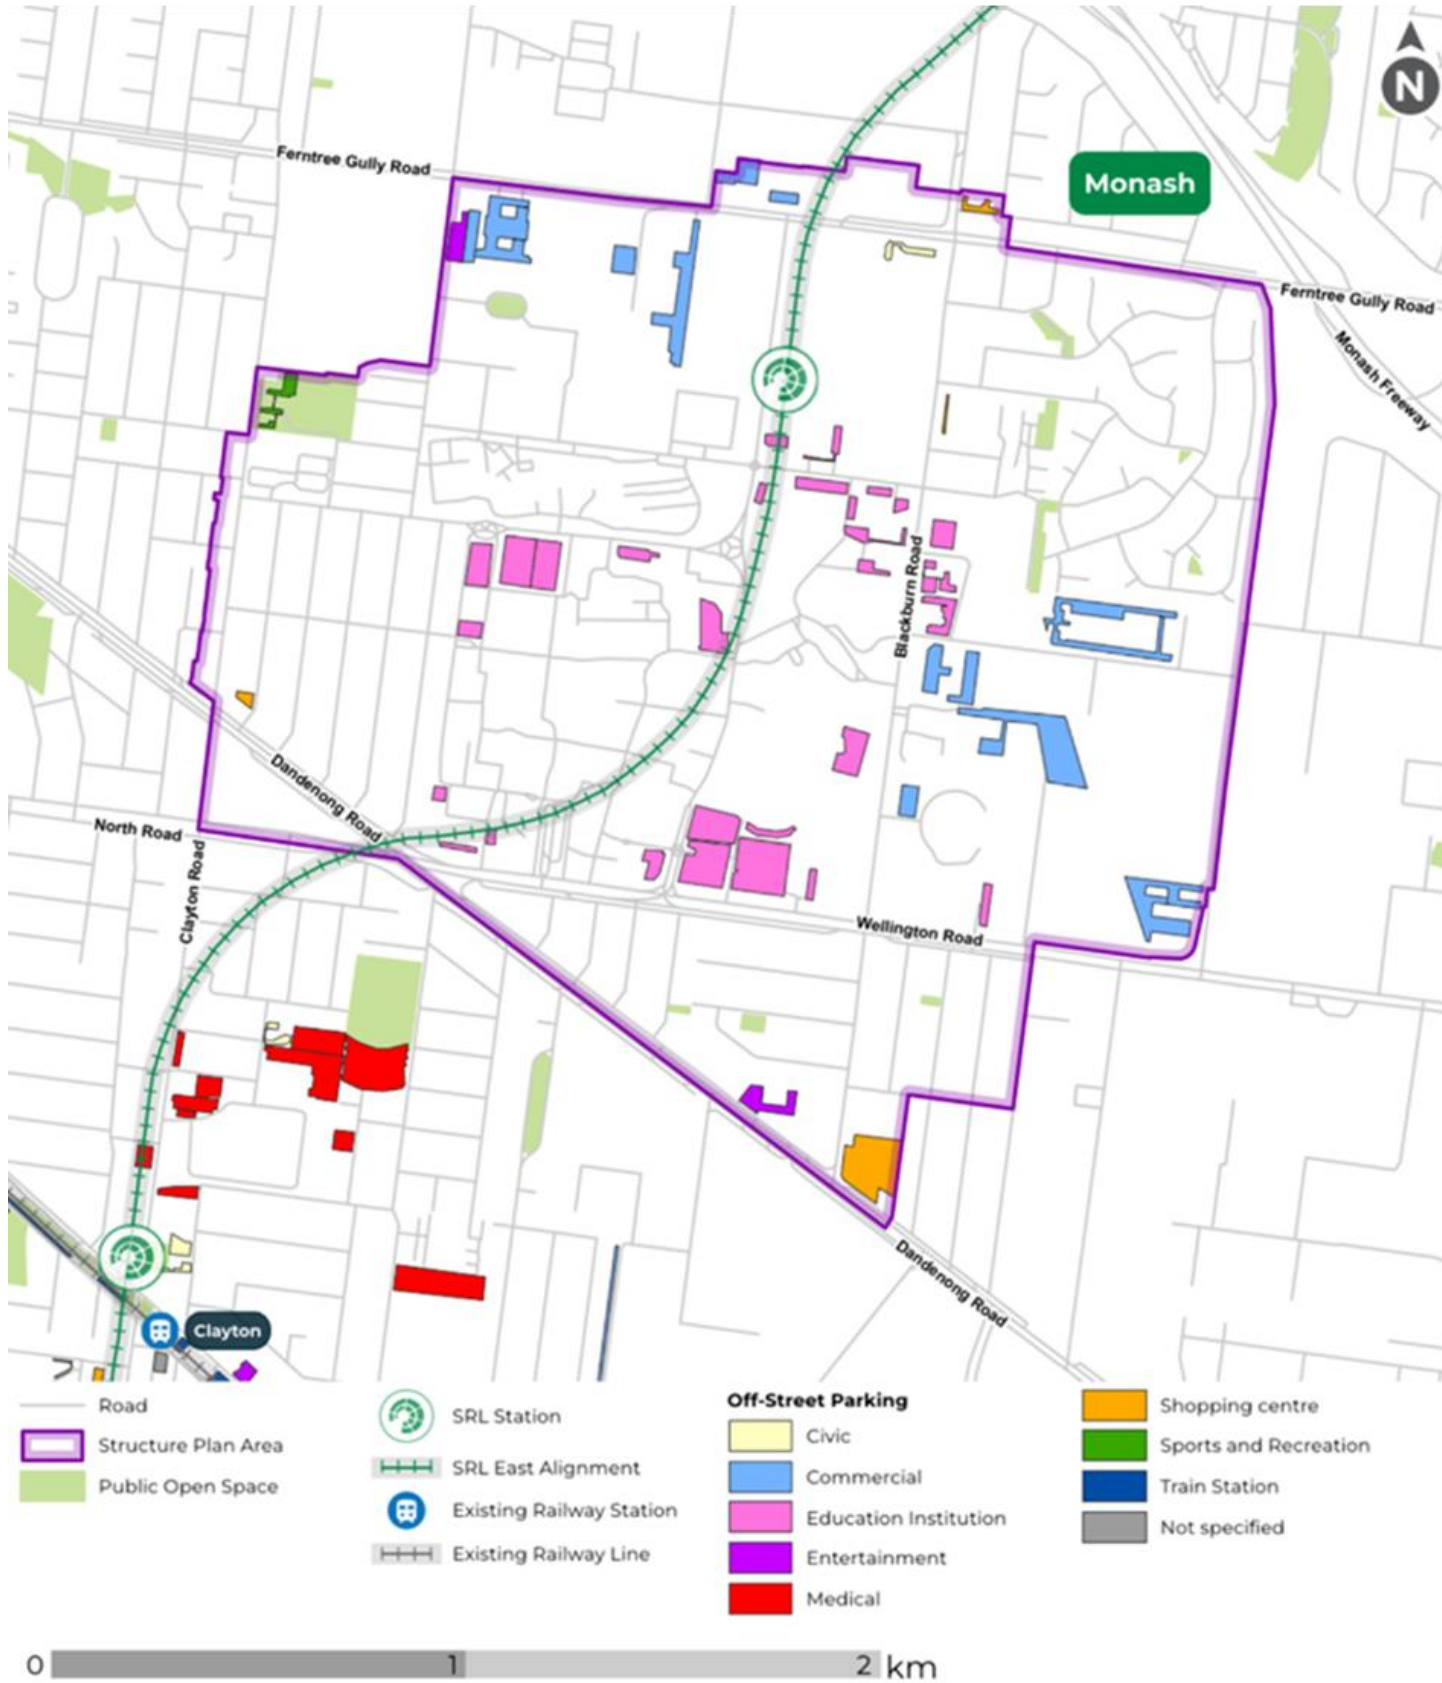 N
Ferntree Gully Road
Monash
Ferntree Gully Road
Monash Freeway
Blackburn Road
Dandenong Road
North Road
Clayton Road
Wellington Road
Dandenong Road
Clayton
Road
Structure Plan Area
Public Open Space
SRL Station
SRL East Alignment
Existing Railway Station
Existing Railway Line
Off-Street Parking
Civic
Commercial
Education Institution
Entertainment
Medical
Shopping centre
Sports and Recreation
Train Station
Not specified
0 1 2 km